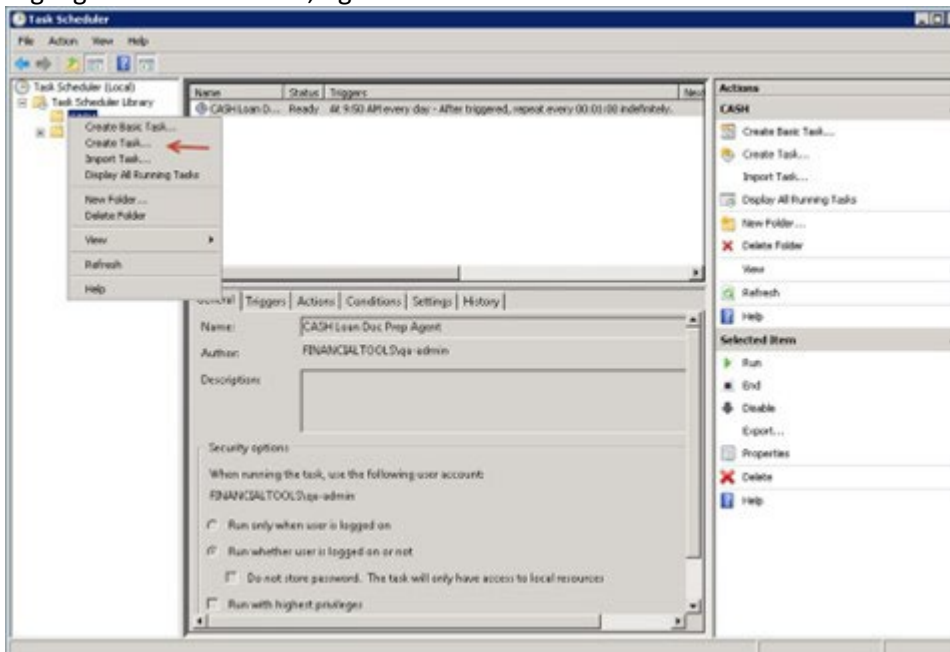 Task Scheduler
File Action View Help
Task Scheduler (Local)
Task Scheduler Library
Create Basic Task...
Create Task...
Import Task...
Display All Running Tasks
New Folder...
Delete Folder
View
Refresh
Help
Name Status Triggers
CASH Loan D... Ready At 9:50 AM every day - After triggered, repeat every 00:01:00 indefinitely.
General Triggers Actions Conditions Settings History
Name: CASH Loan Doc Prep Agent
Author: FINANCIALTOOLS\qa-admin
Description:
Security options
When running the task, use the following user account:
FINANCIALTOOLS\qa-admin
Run only when user is logged on
Run whether user is logged on or not
Do not store password. The task will only have access to local resources
Run with highest privileges
Actions
CASH
Create Basic Task...
Create Task...
Import Task...
Display All Running Tasks
New Folder...
Delete Folder
View
Refresh
Help
Selected Item
Run
End
Disable
Export...
Properties
Delete
Help